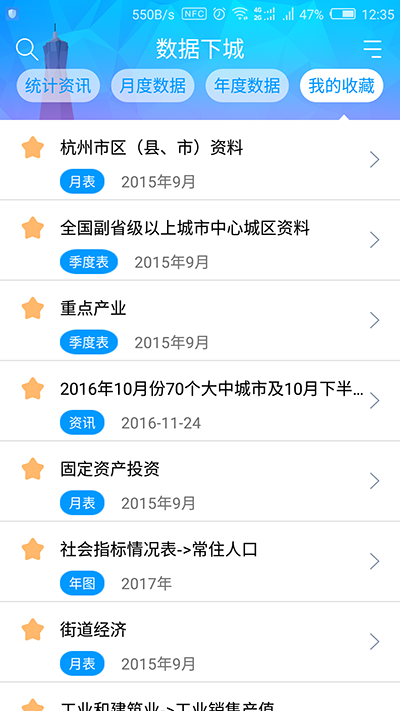 550B/s NFC 4G 2G 47% 12:35
数据下城
统计资讯 月度数据 年度数据 我的收藏
杭州市区（县、市）资料
月表 2015年9月
全国副省级以上城市中心城区资料
季度表 2015年9月
重点产业
季度表 2015年9月
2016年10月份70个大中城市及10月下半...
资讯 2016-11-24
固定资产投资
月表 2015年9月
社会指标情况表->常住人口
年图 2017年
街道经济
月表 2015年9月
工业和建筑业->工业销售产值